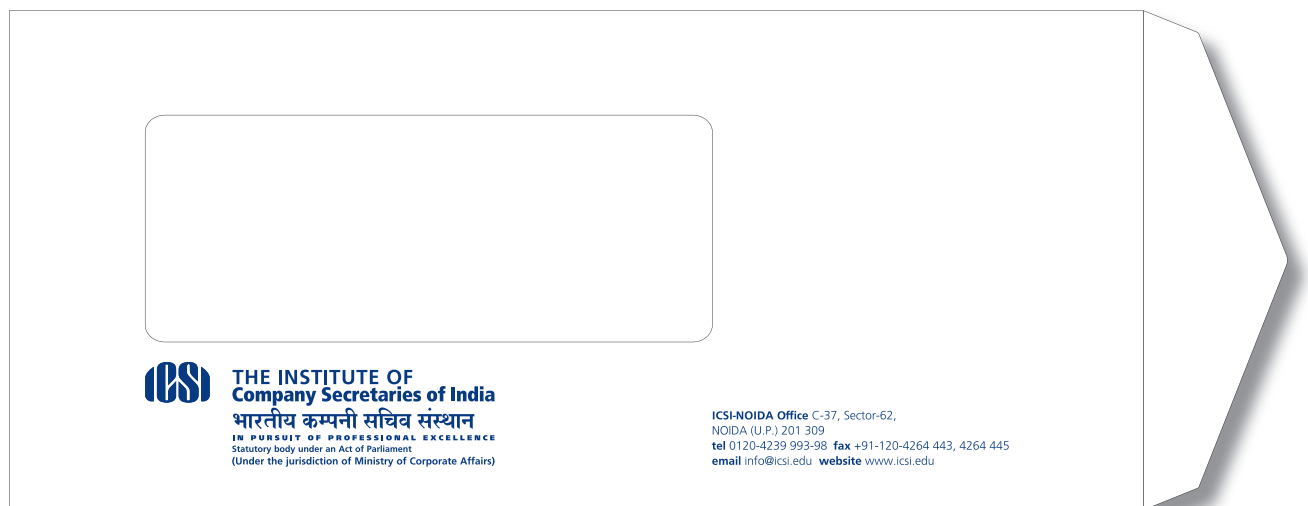 ICSI
THE INSTITUTE OF
Company Secretaries of India
भारतीय कम्पनी सचिव संस्थान
IN PURSUIT OF PROFESSIONAL EXCELLENCE
Statutory body under an Act of Parliament
(Under the jurisdiction of Ministry of Corporate Affairs)
ICSI-NOIDA Office C-37, Sector-62,
NOIDA (U.P.) 201 309
tel 0120-4239 993-98 fax +91-120-4264 443, 4264 445
email info@icsi.edu website www.icsi.edu